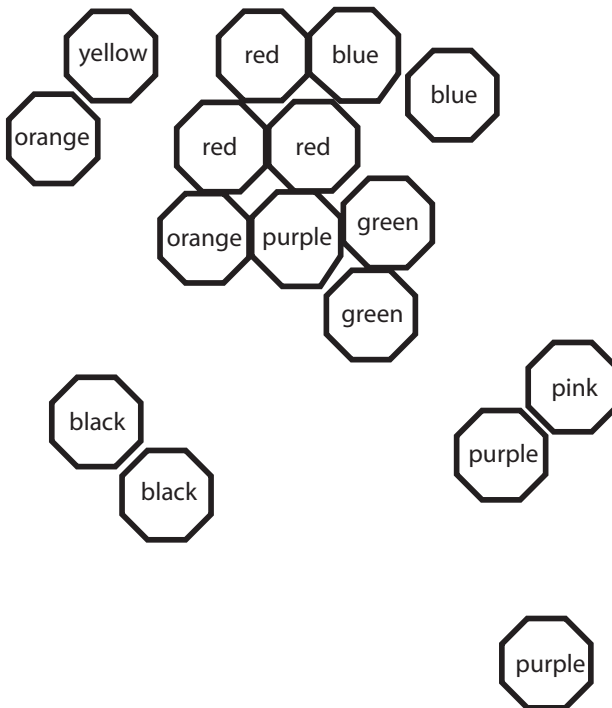 yellow
red
blue
blue
orange
red
red
orange
purple
green
green
pink
black
purple
black
purple